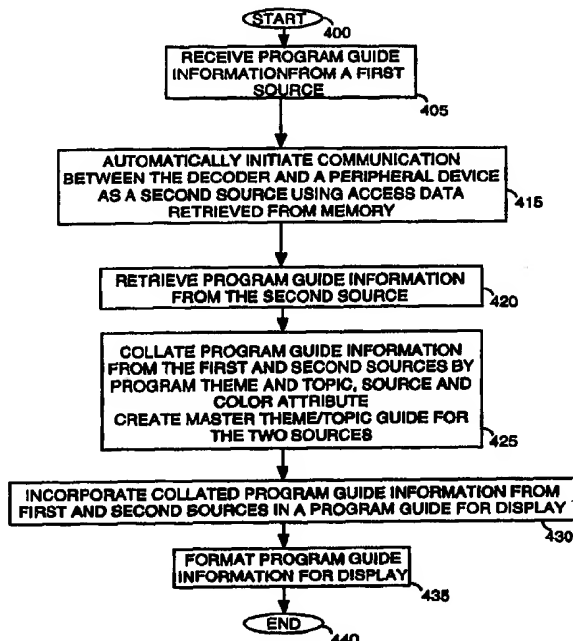 START
400
RECEIVE PROGRAM GUIDE
INFORMATIONFROM A FIRST
SOURCE
405
AUTOMATICALLY INITIATE COMMUNICATION
BETWEEN THE DECODER AND A PERIPHERAL DEVICE
AS A SECOND SOURCE USING ACCESS DATA
RETRIEVED FROM MEMORY
415
RETRIEVE PROGRAM GUIDE INFORMATION
FROM THE SECOND SOURCE
420
COLLATE PROGRAM GUIDE INFORMATION
FROM THE FIRST AND SECOND SOURCES BY
PROGRAM THEME AND TOPIC, SOURCE AND
COLOR ATTRIBUTE
CREATE MASTER THEME/TOPIC GUIDE FOR
THE TWO SOURCES
425
INCORPORATE COLLATED PROGRAM GUIDE INFORMATION FROM
FIRST AND SECOND SOURCES IN A PROGRAM GUIDE FOR DISPLAY
430
FORMAT PROGRAM GUIDE
INFORMATION FOR DISPLAY
435
END
440